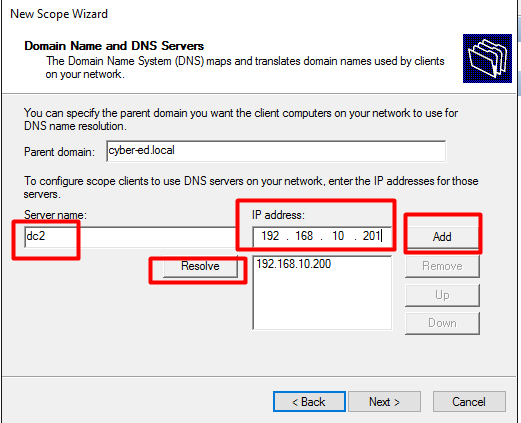 New Scope Wizard
Domain Name and DNS Servers
The Domain Name System (DNS) maps and translates domain names used by clients
on your network.
You can specify the parent domain you want the client computers on your network to use for
DNS name resolution.
Parent domain: cyber-ed.local
To configure scope clients to use DNS servers on your network, enter the IP addresses for those
servers.
Server name: IP address:
dc2 192 . 168 . 10 . 201 Add
Resolve 192.168.10.200 Remove
Up
Down
< Back Next > Cancel